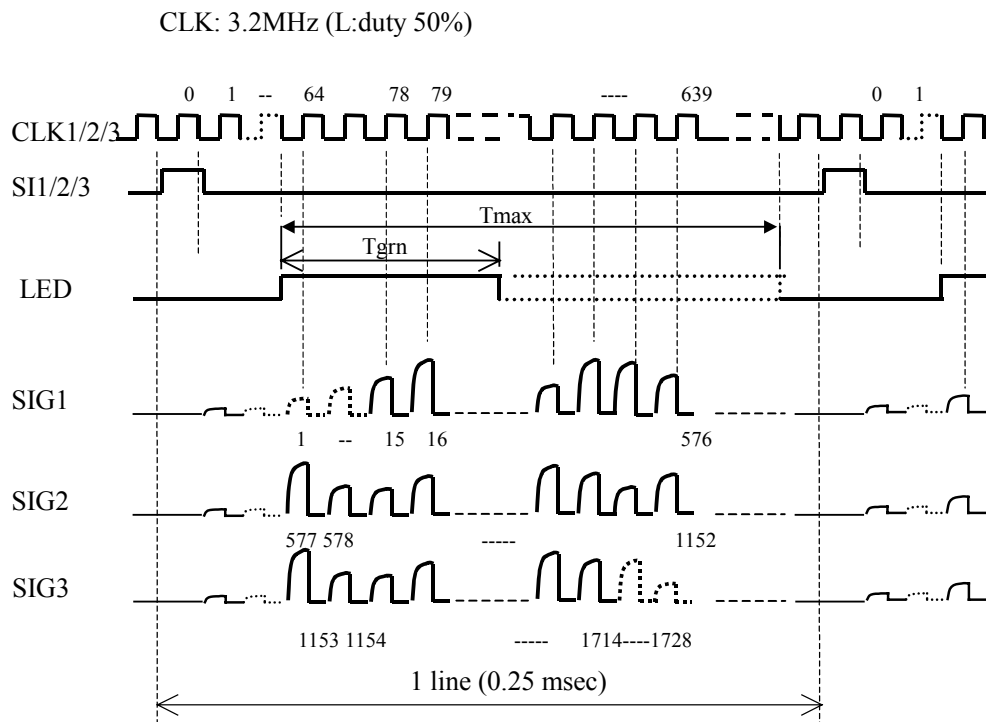 CLK: 3.2MHz (L:duty 50%)
0 1 -- 64 78 79 ---- 639 0 1
CLK1/2/3
SI1/2/3
Tmax
Tgrn
LED
SIG1
1 -- 15 16 576
SIG2
577 578 ----- 1152
SIG3
1153 1154 ----- 1714----1728
1 line (0.25 msec)